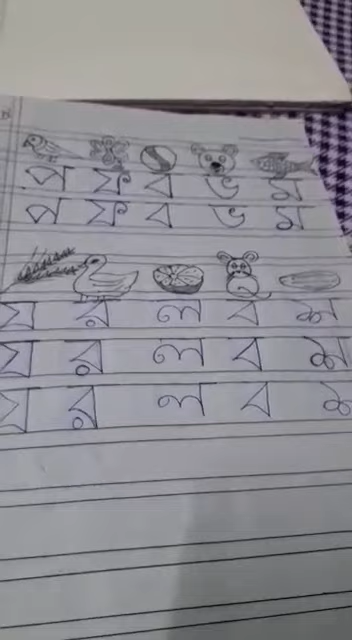 প ফ ব ভ ম
প ফ ব ভ ম
য র ল ব শ
য র ল ব শ
য র ল ব শ